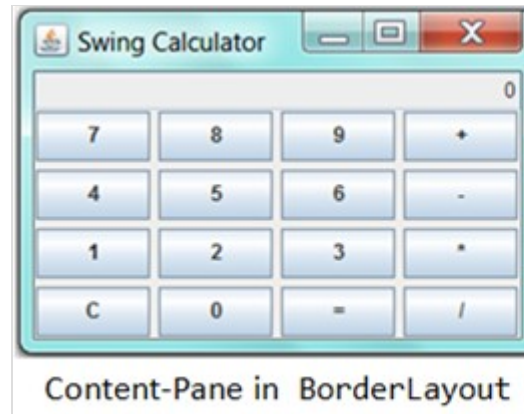 Swing Calculator
0
7 8 9 +
4 5 6 -
1 2 3 *
C 0 = /
Content-Pane in BorderLayout